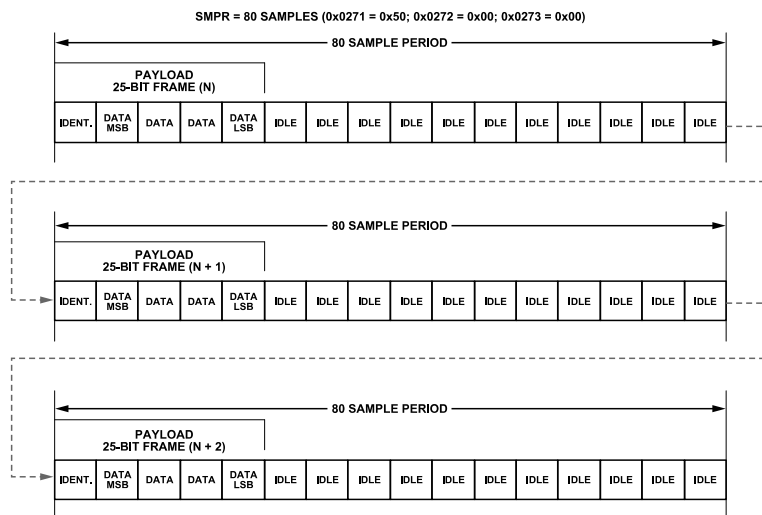 SMPR = 80 SAMPLES (0x0271 = 0x50; 0x0272 = 0x00; 0x0273 = 0x00)
80 SAMPLE PERIOD
PAYLOAD
25-BIT FRAME (N)
IDENT. DATA MSB DATA DATA DATA LSB IDLE IDLE IDLE IDLE IDLE IDLE IDLE IDLE IDLE IDLE IDLE
80 SAMPLE PERIOD
PAYLOAD
25-BIT FRAME (N + 1)
IDENT. DATA MSB DATA DATA DATA LSB IDLE IDLE IDLE IDLE IDLE IDLE IDLE IDLE IDLE IDLE IDLE
80 SAMPLE PERIOD
PAYLOAD
25-BIT FRAME (N + 2)
IDENT. DATA MSB DATA DATA DATA LSB IDLE IDLE IDLE IDLE IDLE IDLE IDLE IDLE IDLE IDLE IDLE